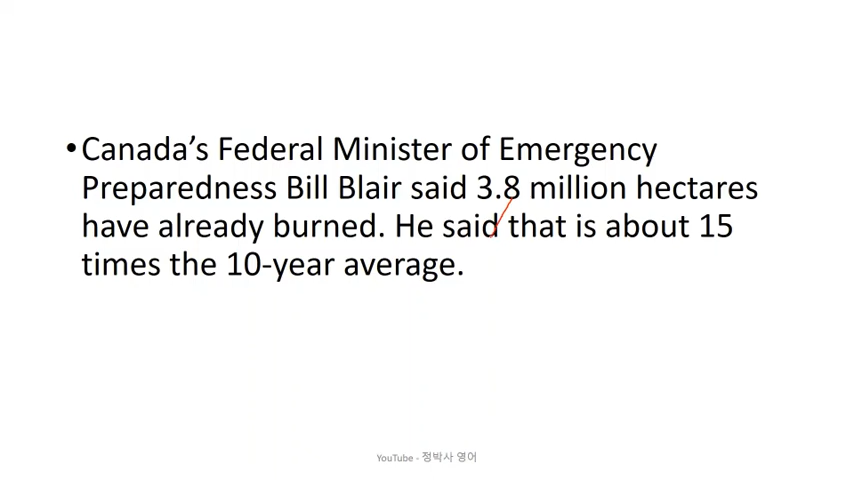 •Canada’s Federal Minister of Emergency
Preparedness Bill Blair said 3.8 million hectares
have already burned. He said that is about 15
times the 10-year average.
YouTube - 정박사 영어